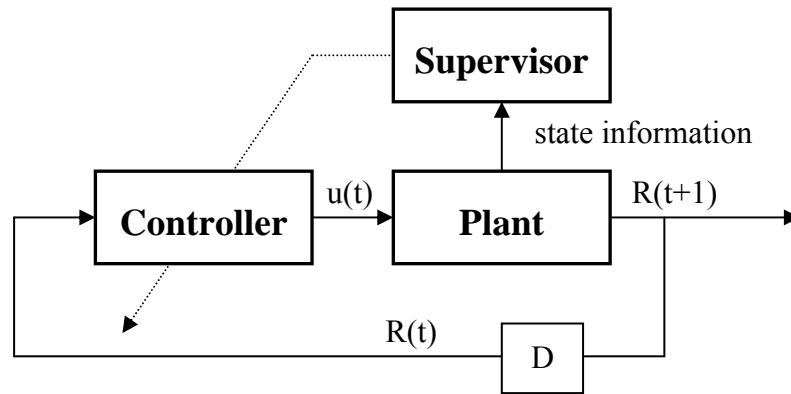 Supervisor
state information
u(t)
R(t+1)
Controller
Plant
R(t)
D